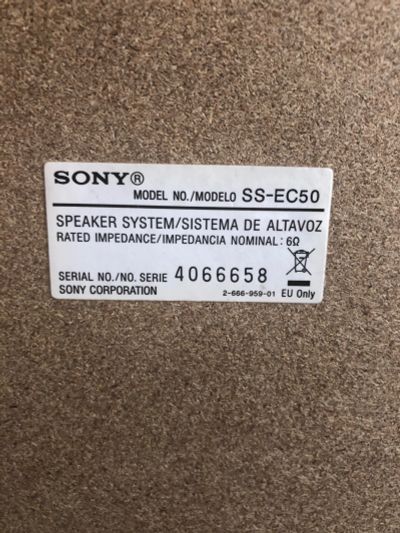 SONY®
MODEL NO./MODELO SS-EC50
SPEAKER SYSTEM/SISTEMA DE ALTAVOZ
RATED IMPEDANCE/IMPEDANCIA NOMINAL: 6Ω
SERIAL NO./NO. SERIE 4066658
SONY CORPORATION 2-666-959-01 EU Only